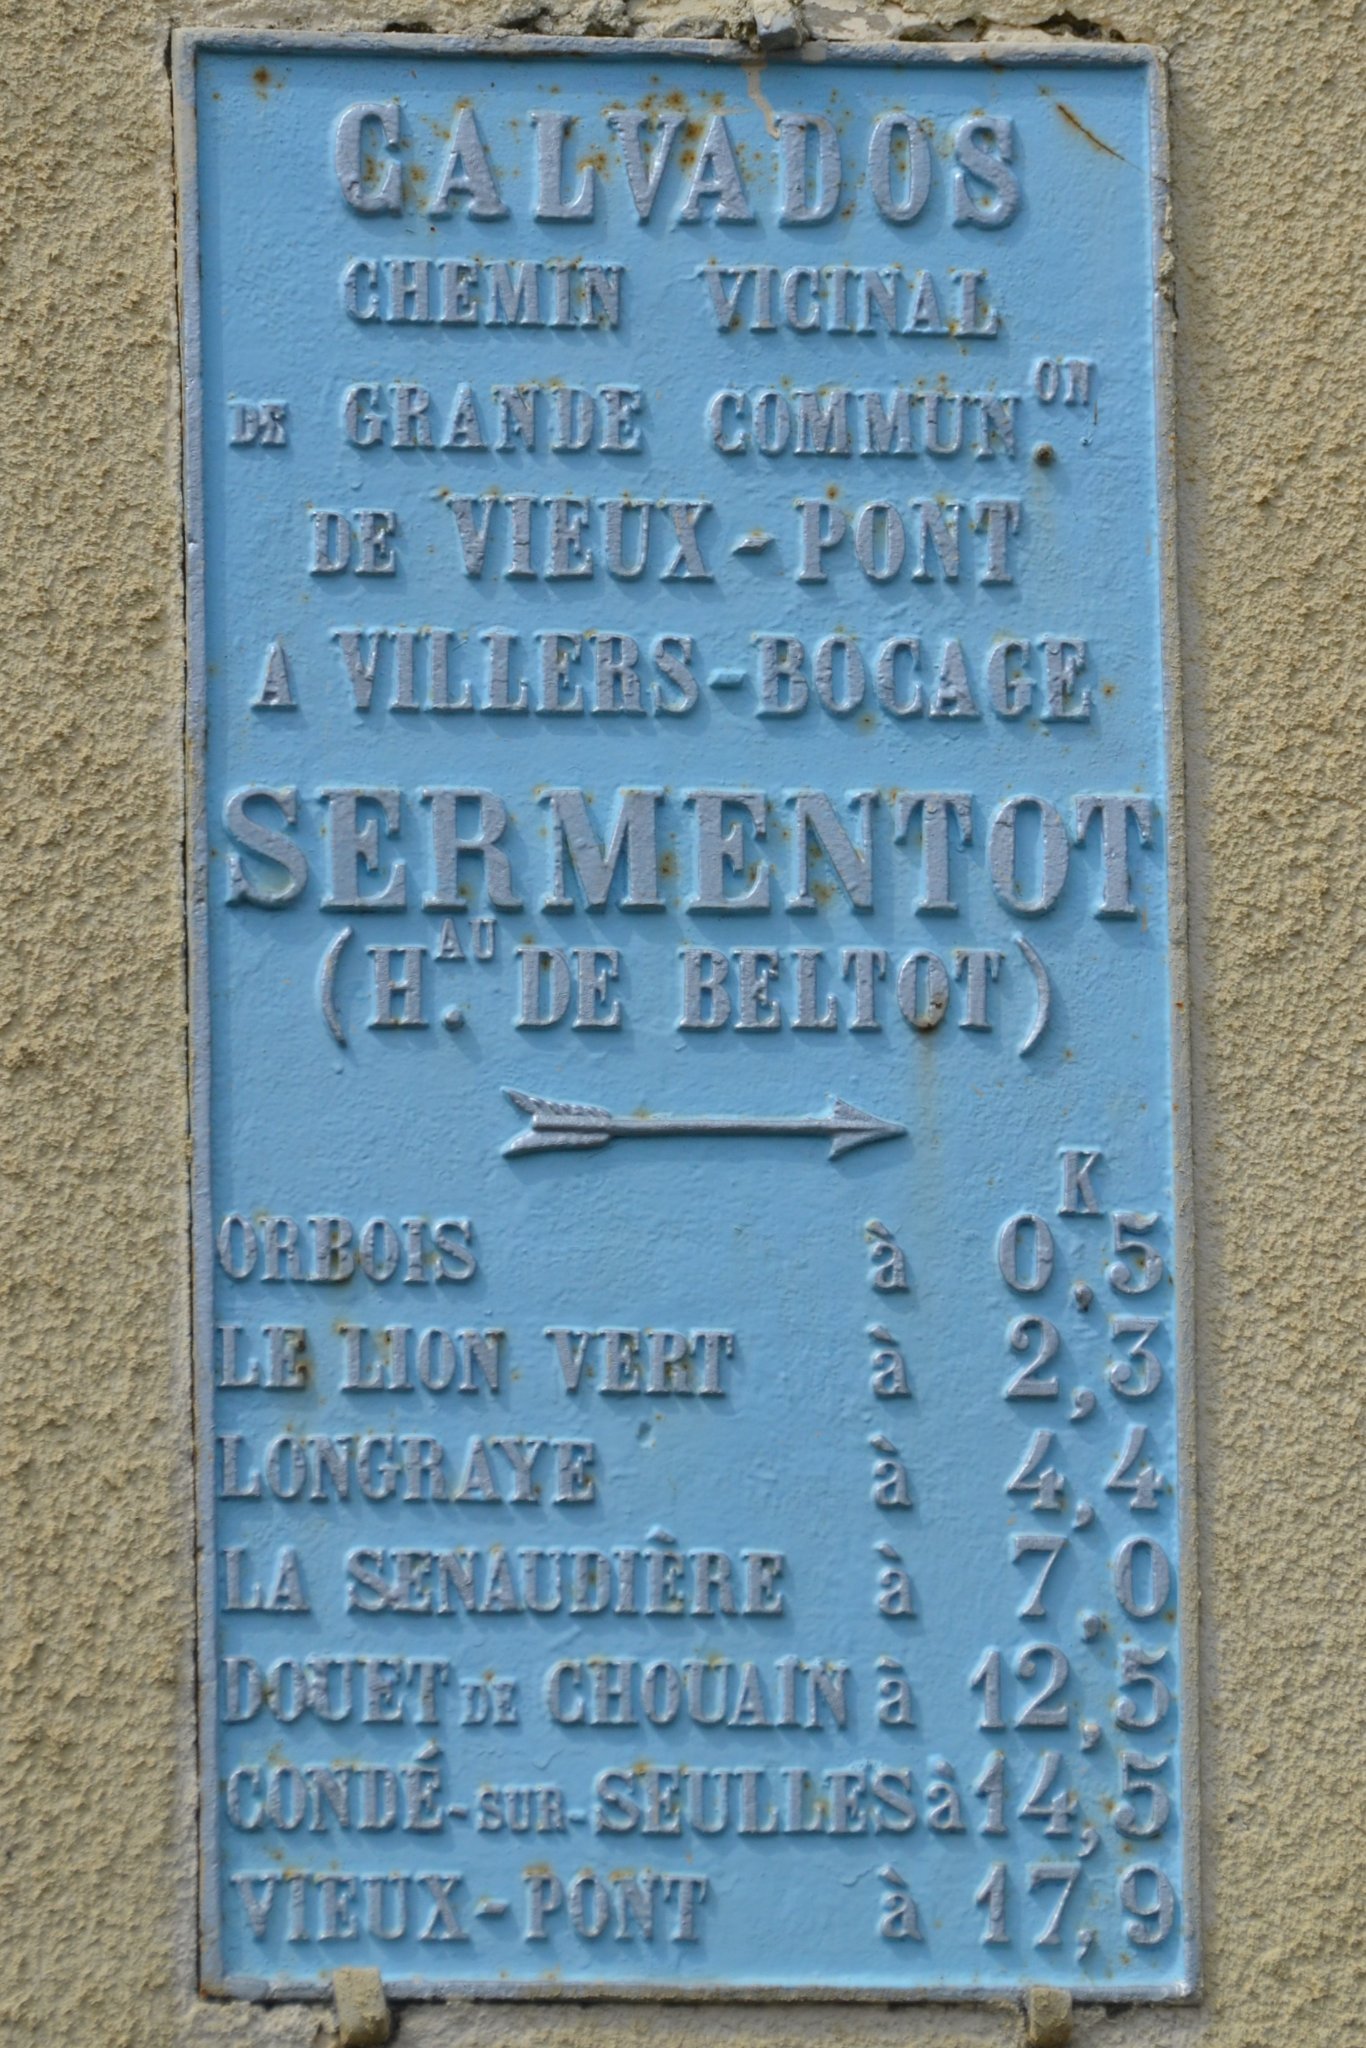 CALVADOS
CHEMIN VICINAL
DE GRANDE COMMUN.ON
DE VIEUX-PONT
A VILLERS-BOCAGE
SERMENTOT
(HAU. DE BELTOT)
K
ORBOIS à 0,5
LE LION VERT à 2,3
LONGRAYE à 4,4
LA SENAUDIÈRE à 7,0
DOUET DE CHOUAIN à 12,5
CONDÉ-SUR-SEULLES à 14,5
VIEUX-PONT à 17,9